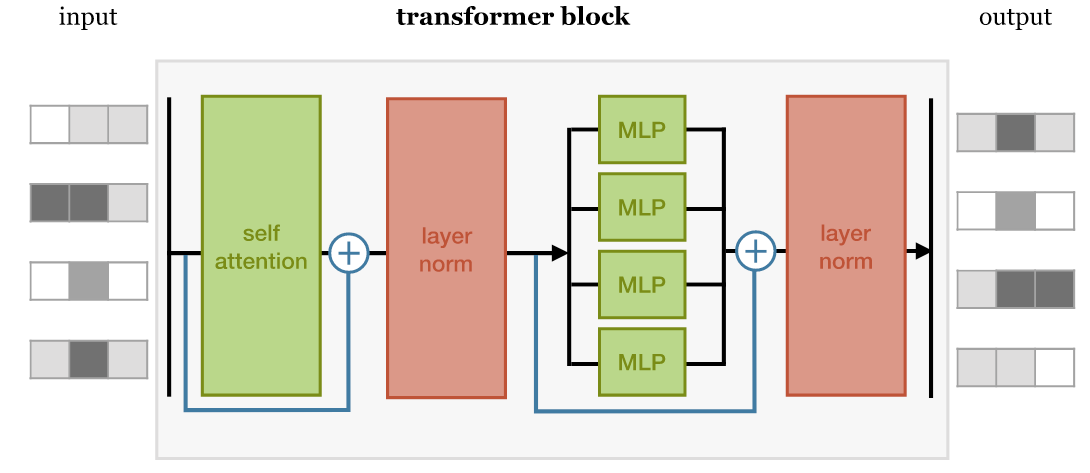 input
transformer block
output
self
attention
layer
norm
MLP
MLP
MLP
MLP
layer
norm